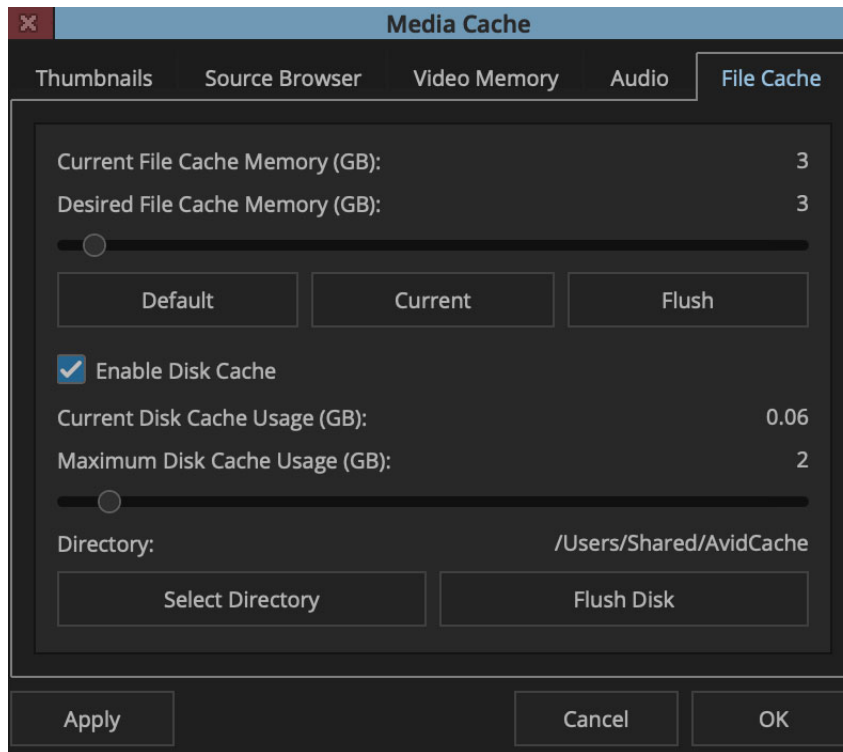 Media Cache
Thumbnails Source Browser Video Memory Audio File Cache
Current File Cache Memory (GB): 3
Desired File Cache Memory (GB): 3
Default Current Flush
Enable Disk Cache
Current Disk Cache Usage (GB): 0.06
Maximum Disk Cache Usage (GB): 2
Directory: /Users/Shared/AvidCache
Select Directory Flush Disk
Apply Cancel OK